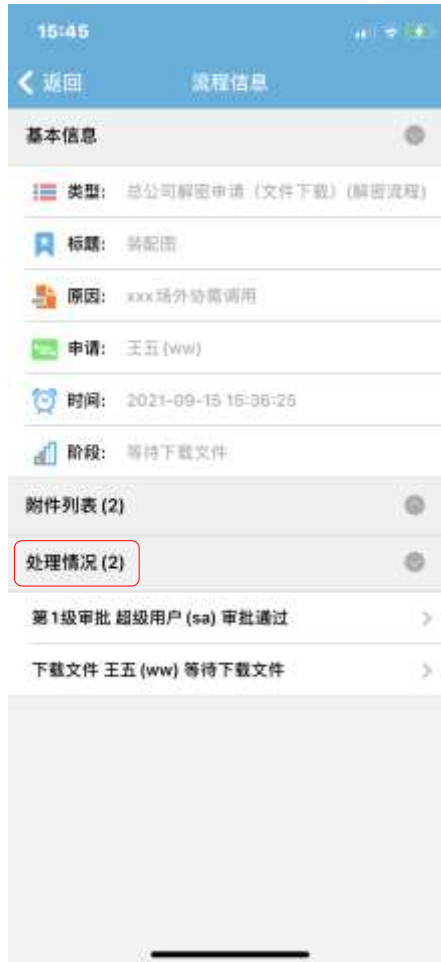 15:45
返回 流程信息
基本信息
类型: 总公司解密申请（文件下载）(解密流程)
标题: 装配图
原因: xxx场外协需调用
申请: 王五 (ww)
时间: 2021-09-15 15:36:25
阶段: 等待下载文件
附件列表 (2)
处理情况 (2)
第1级审批 超级用户 (sa) 审批通过
下载文件 王五 (ww) 等待下载文件